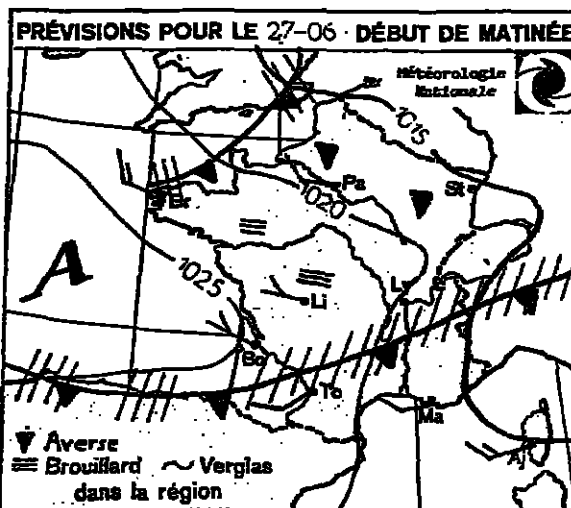 PRÉVISIONS POUR LE 27-06 · DÉBUT DE MATINÉE
Météorologie
Nationale
1015
Pa
St
Br
1020
A
1025
Li
Ly
Bo
To
Ma
Aj
Averse
Brouillard Verglas
dans la région